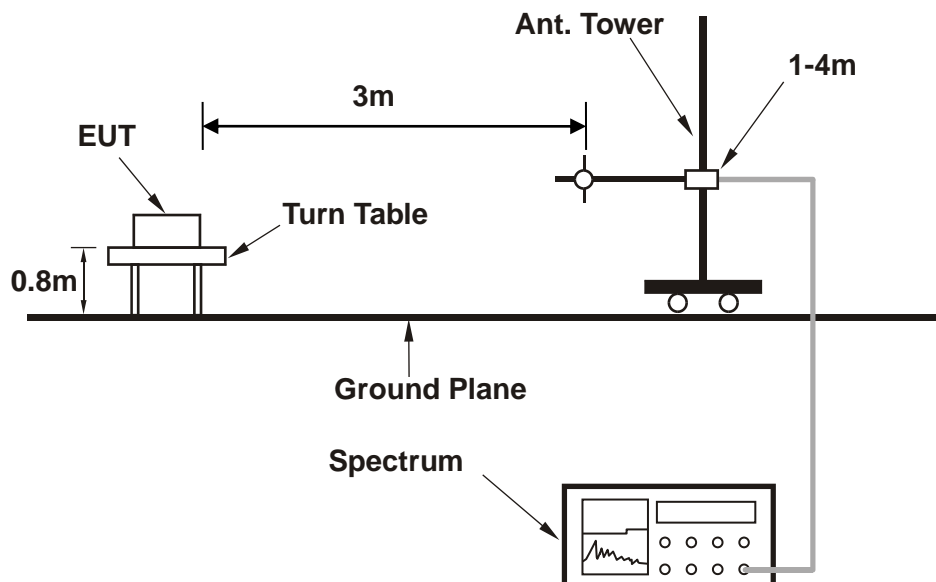 Ant. Tower
1-4m
3m
EUT
Turn Table
0.8m
Ground Plane
Spectrum